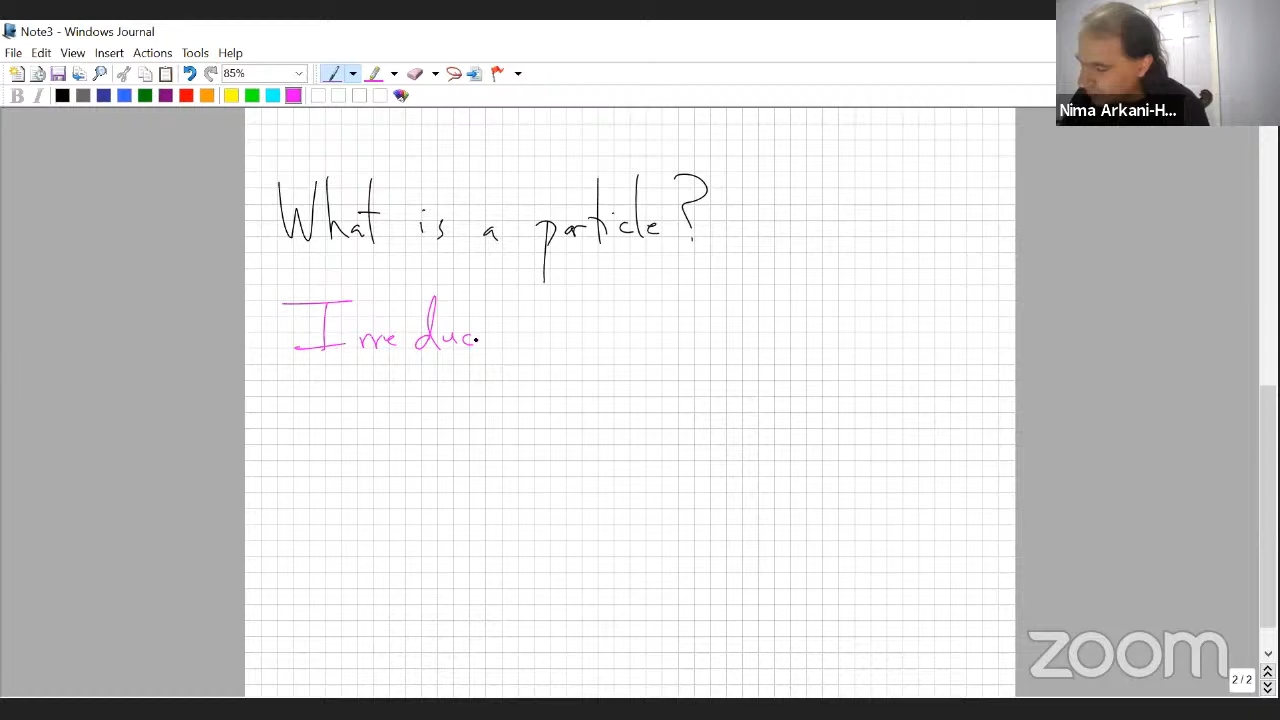 Note3 - Windows Journal
File Edit View Insert Actions Tools Help
85%
B I
Nima Arkani-H...
What is a particle?
Irreduc
zoom
2/2